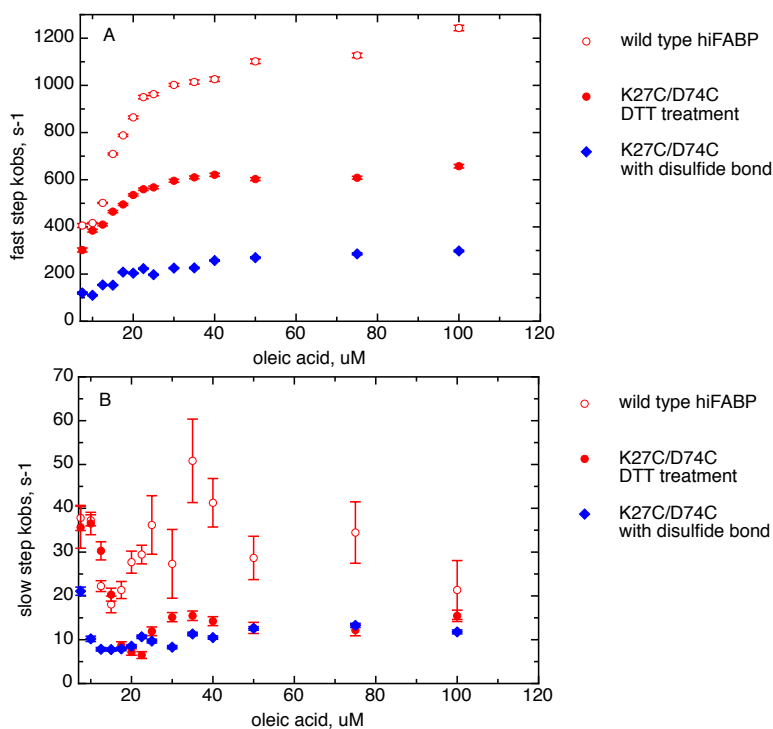 A
1200
1000
800
600
400
200
0
fast step kobs, s-1
20
40
60
80
100
120
oleic acid, uM
wild type hiFABP
K27C/D74C
DTT treatment
K27C/D74C
with disulfide bond
B
70
60
50
40
30
20
10
0
slow step kobs, s-1
20
40
60
80
100
120
oleic acid, uM
wild type hiFABP
K27C/D74C
DTT treatment
K27C/D74C
with disulfide bond